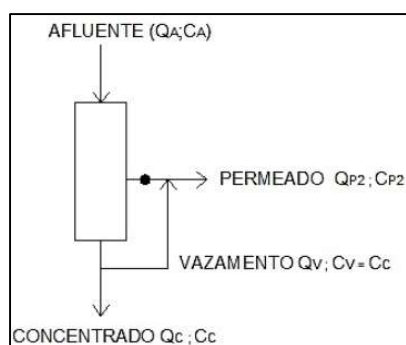 AFLUENTE (QA;CA)
PERMEADO QP2; CP2
VAZAMENTO QV; CV = CC
CONCENTRADO QC; CC